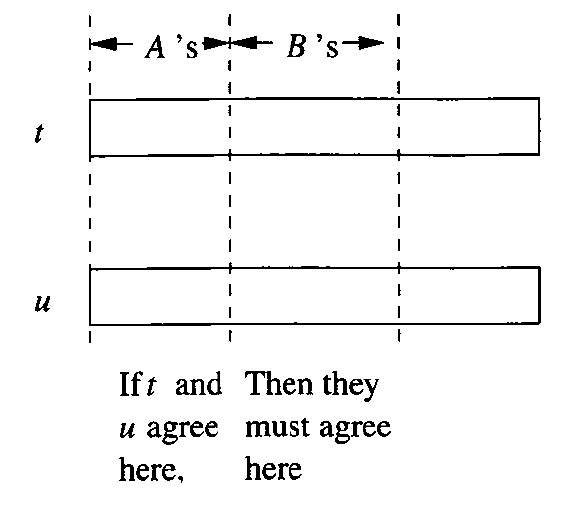 A 's B 's
t
u
If t and Then they
u agree must agree
here, here